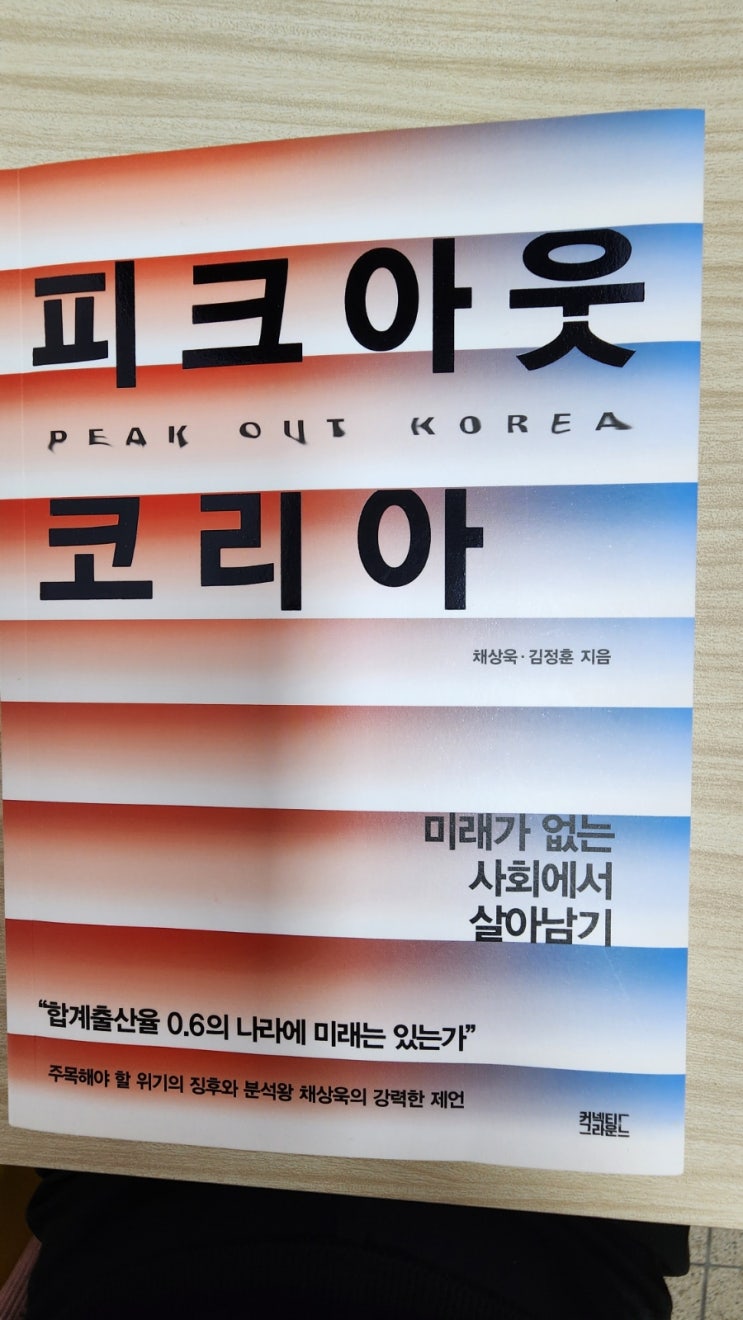 피크아웃
PEAK OUT KOREA
코리아
채상욱·김정훈 지음
미래가 없는
사회에서
살아남기
“합계출산율 0.6의 나라에 미래는 있는가”
주목해야 할 위기의 징후와 분석왕 채상욱의 강력한 제언
커넥티드
그라운드